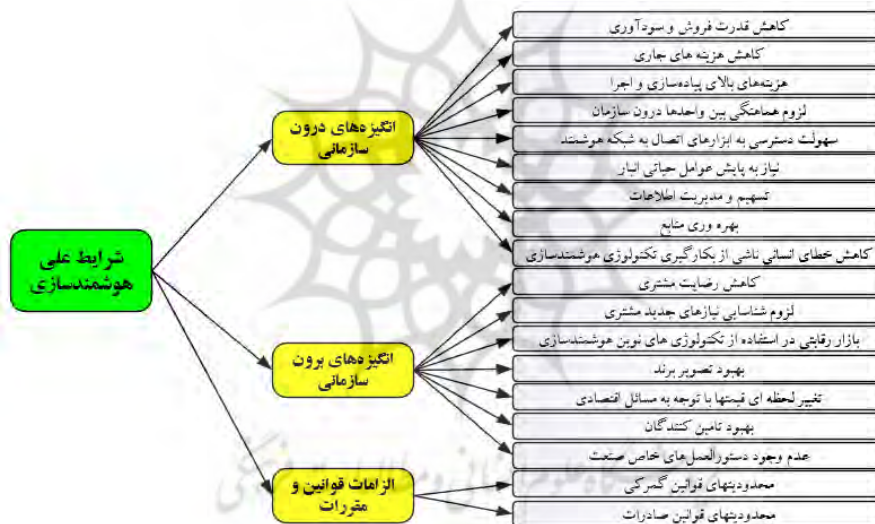 شرایط علی
هوشمندسازی
انگیزه‌های درون
سازمانی
کاهش قدرت فروش و سودآوری
کاهش هزینه های جاری
هزینه‌های بالای پیاده‌سازی و اجرا
لزوم هماهنگی بین واحدها درون سازمان
سهولت دسترسی به ابزارهای اتصال به شبکه هوشمند
نیاز به پایش عوامل حیاتی انبار
تسهیم و مدیریت اطلاعات
بهره وری منابع
کاهش خطای انسانی ناشی از بکارگیری تکنولوژی هوشمندسازی
انگیزه‌های برون
سازمانی
کاهش رضایت مشتری
لزوم شناسایی نیازهای جدید مشتری
بازار رقابتی در استفاده از تکنولوژی های نوین هوشمندسازی
بهبود تصویر برند
تغییر لحظه ای قیمتها با توجه به مسائل اقتصادی
بهبود تامین کنندگان
عدم وجود دستورالعمل‌های خاص صنعت
الزامات قوانین و
مقررات
محدودیتهای قوانین گمرکی
محدودیتهای قوانین صادرات